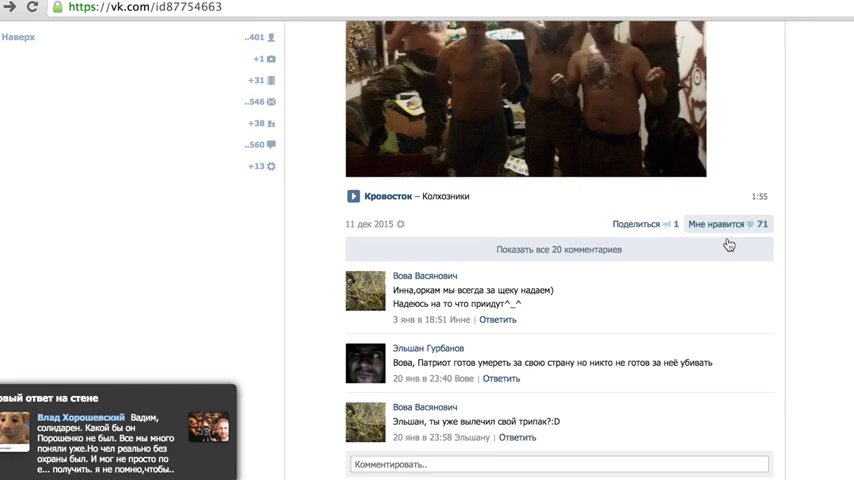 https://vk.com/id87754663
Наверх
..401
+1
+31
..546
+38
..560
+13
Кровосток – Колхозники
1:55
11 дек 2015
Поделиться 1
Мне нравится 71
Показать все 20 комментариев
Вова Васянович
Инна,оркам мы всегда за щеку надаем)
Надеюсь на то что приидут^_^
3 янв в 18:51 Инне | Ответить
Эльшан Гурбанов
Вова, Патриот готов умереть за свою страну но никто не готов за неё убивать
20 янв в 23:40 Вове | Ответить
Вова Васянович
Эльшан, ты уже вылечил свой трипак?:D
20 янв в 23:58 Эльшану | Ответить
Комментировать..
овый ответ на стене
Влад Хорошевский Вадим,
солидарен. Какой бы он
Порошенко не был. Все мы много
поняли уже.Но чел реально без
охраны был. И мог не просто по
е... получить. я не помню,чтобы..